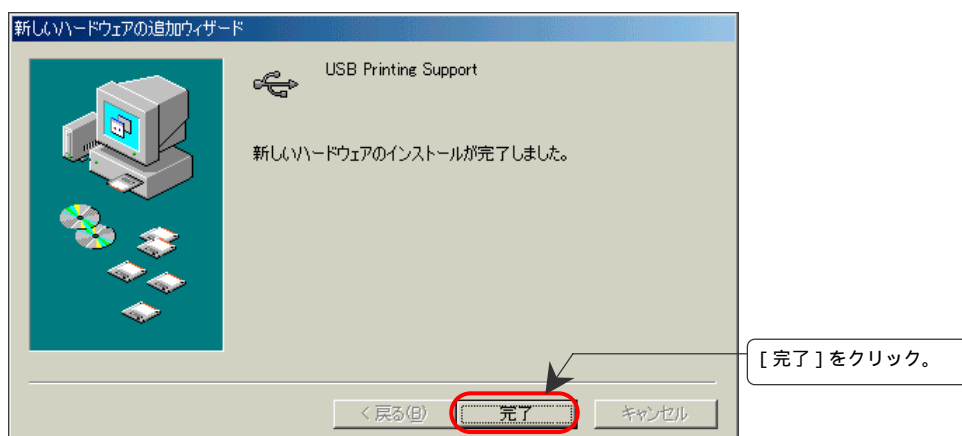 新しいハードウェアの追加ウィザード
USB Printing Support
新しいハードウェアのインストールが完了しました。
[ 完了 ] をクリック。
< 戻る(B)
完了
キャンセル